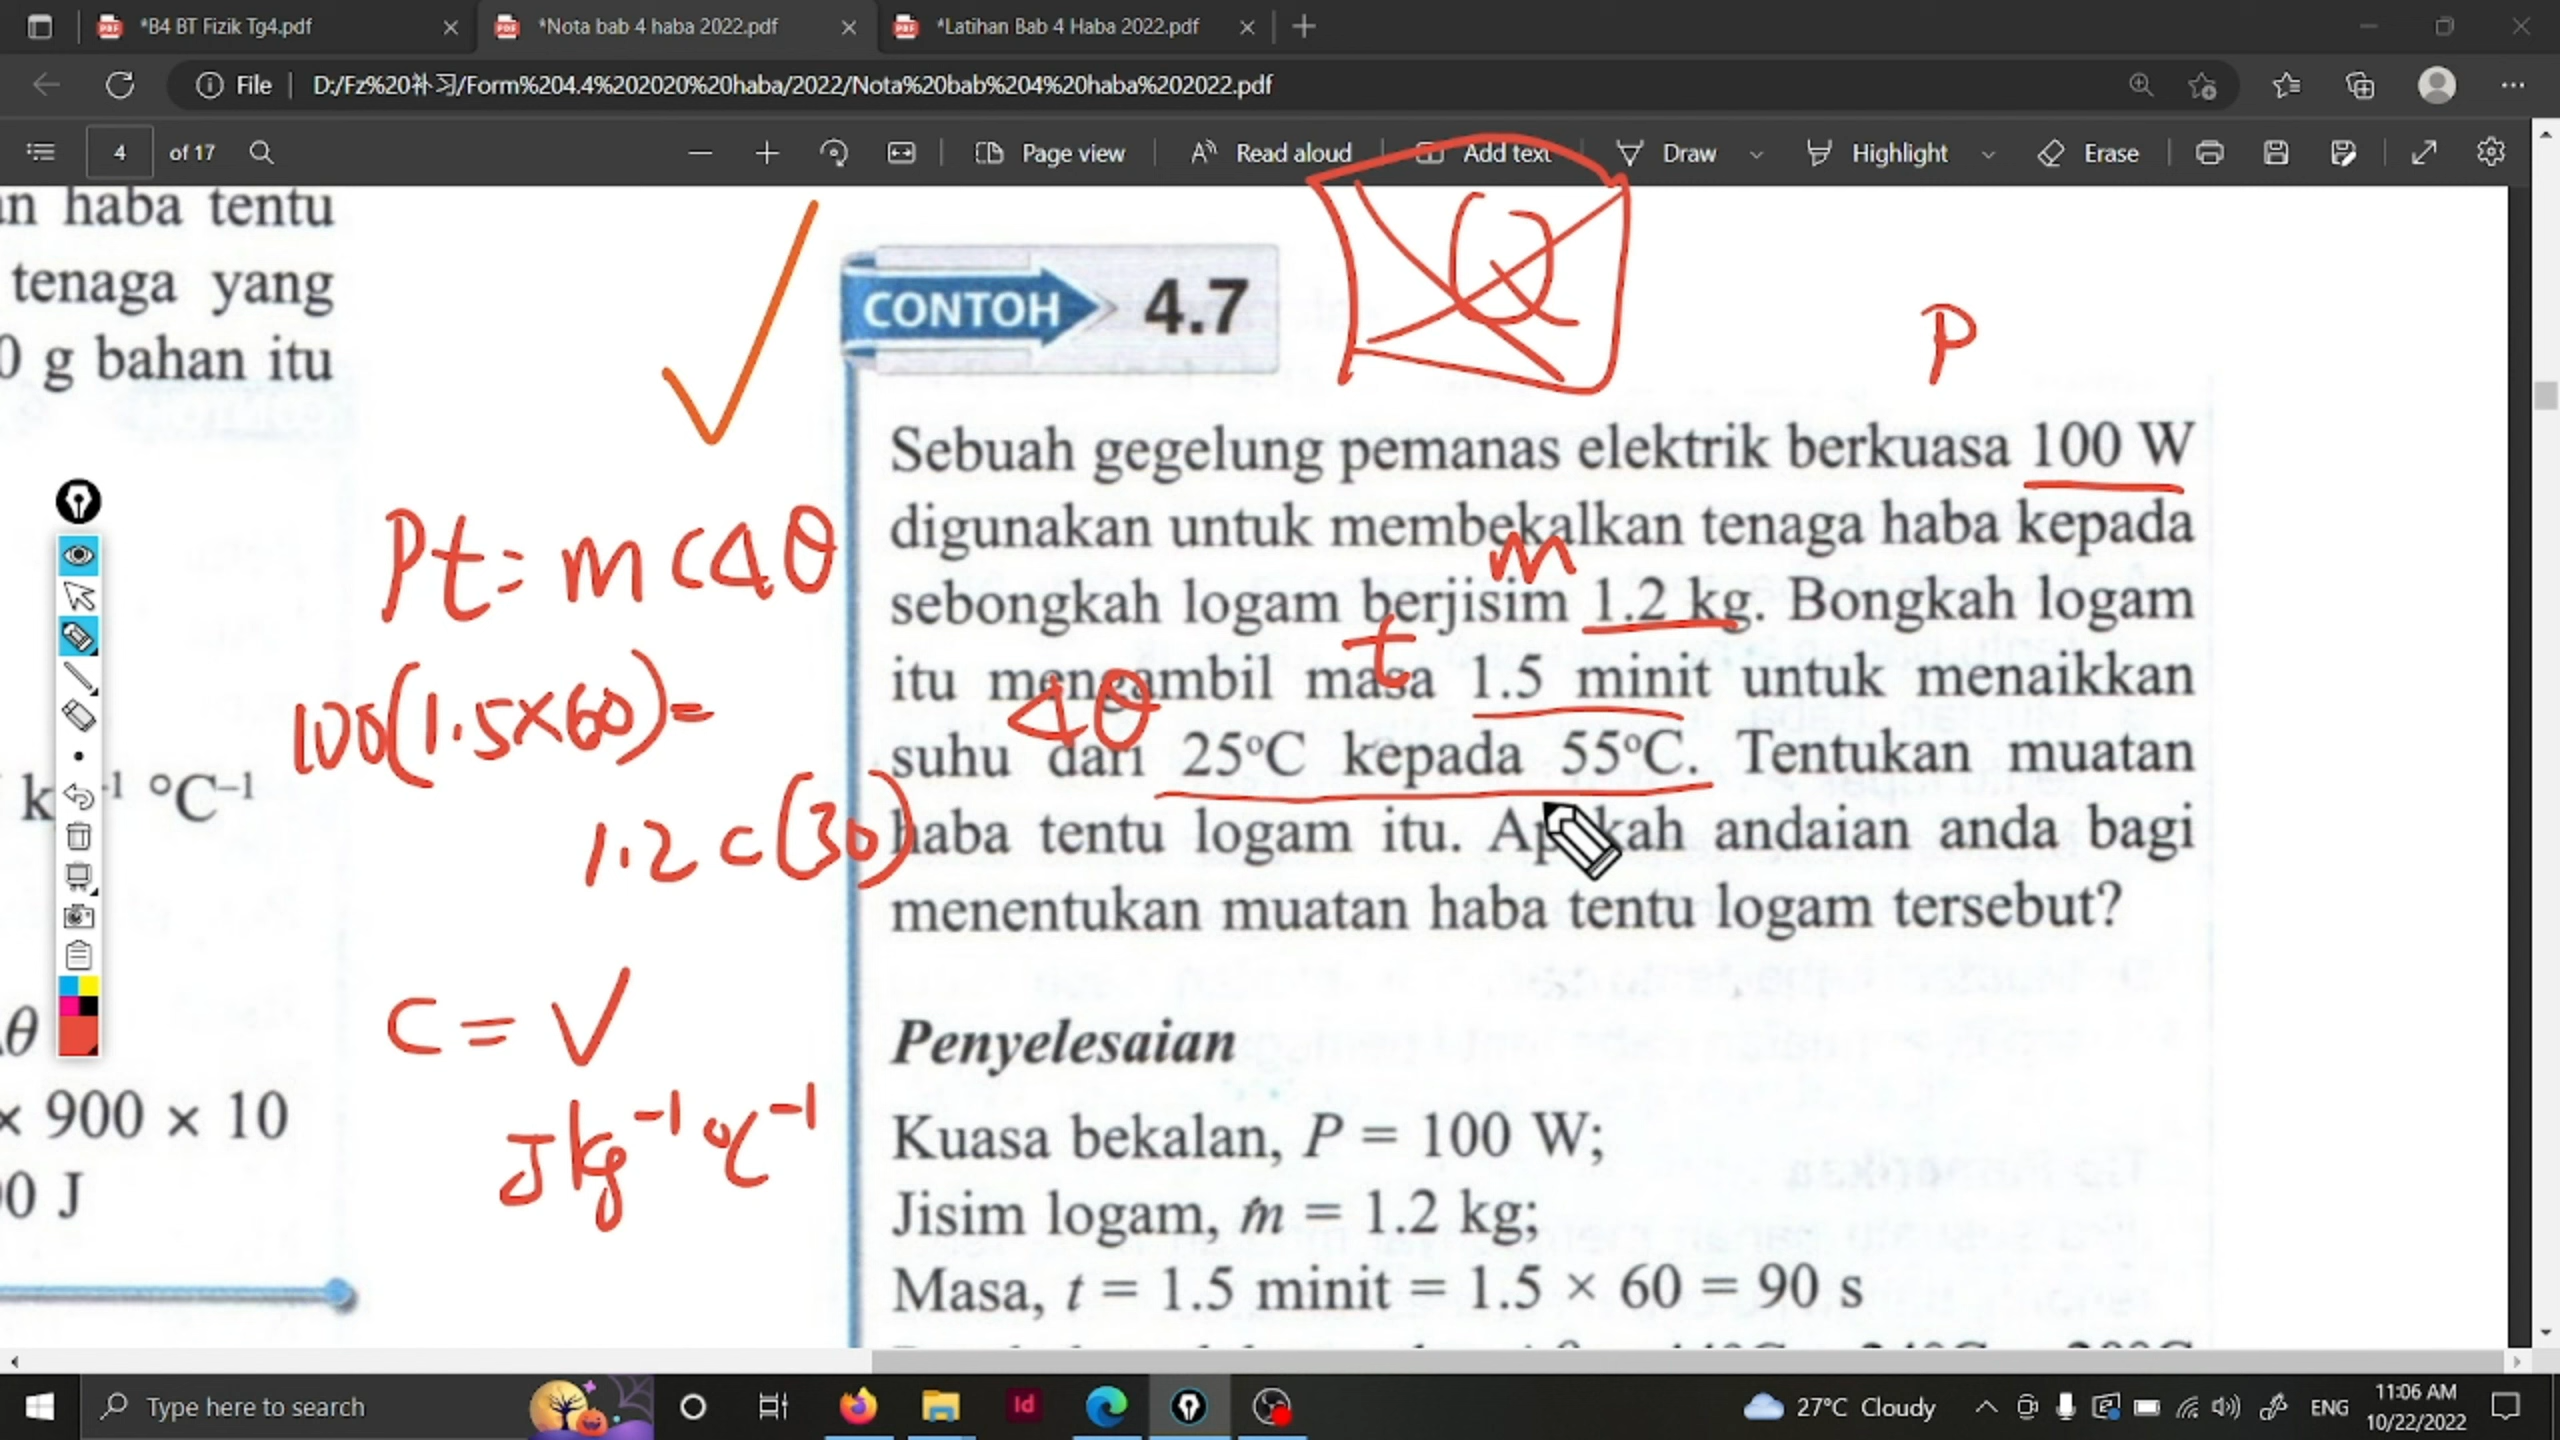 *B4 BT Fizik Tg4.pdf
*Nota bab 4 haba 2022.pdf
*Latihan Bab 4 Haba 2022.pdf
File D:/Fz%20补习/Form%204.4%202020%20haba/2022/Nota%20bab%204%20haba%202022.pdf
4 of 17
Page view
Read aloud
Add text
Draw
Highlight
Erase
haba tentu
tenaga yang
g bahan itu
°C⁻¹
θ
× 900 × 10
0 J
Pt = mcΔθ
100(1.5×60)=
1.2c(30)
c = √
J kg⁻¹ °C⁻¹
CONTOH 4.7
Q
P
Sebuah gegelung pemanas elektrik berkuasa 100 W
digunakan untuk membekalkan tenaga haba kepada
m
sebongkah logam berjisim 1.2 kg. Bongkah logam
t
itu mengambil masa 1.5 minit untuk menaikkan
Δθ
suhu dari 25°C kepada 55°C. Tentukan muatan
haba tentu logam itu. Apakah andaian anda bagi
menentukan muatan haba tentu logam tersebut?
Penyelesaian
Kuasa bekalan, P = 100 W;
Jisim logam, m = 1.2 kg;
Masa, t = 1.5 minit = 1.5 × 60 = 90 s
Type here to search
Id
27°C Cloudy
ENG
11:06 AM
10/22/2022